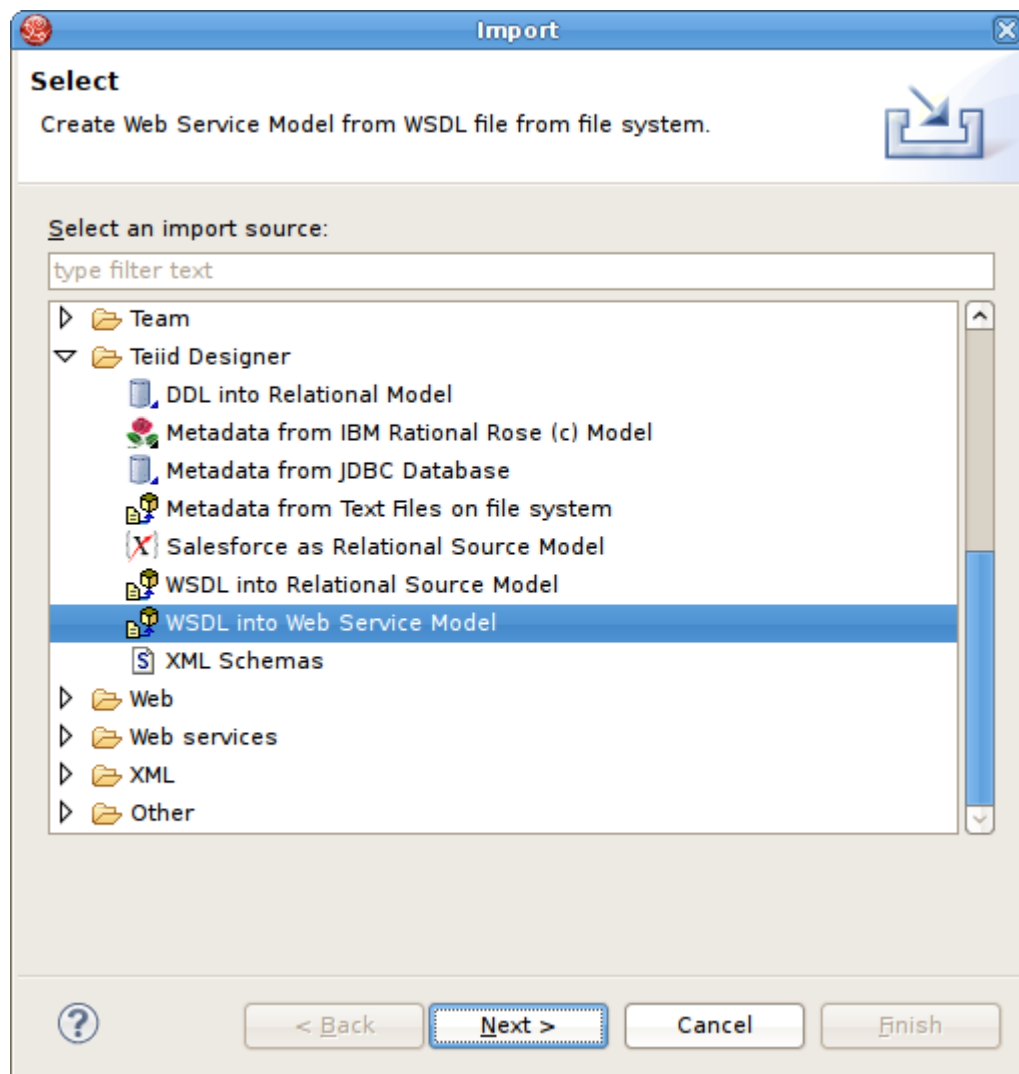 Import
Select
Create Web Service Model from WSDL file from file system.
Select an import source:
type filter text
Team
Teiid Designer
DDL into Relational Model
Metadata from IBM Rational Rose (c) Model
Metadata from JDBC Database
Metadata from Text Files on file system
Salesforce as Relational Source Model
WSDL into Relational Source Model
WSDL into Web Service Model
XML Schemas
Web
Web services
XML
Other
< Back Next > Cancel Finish